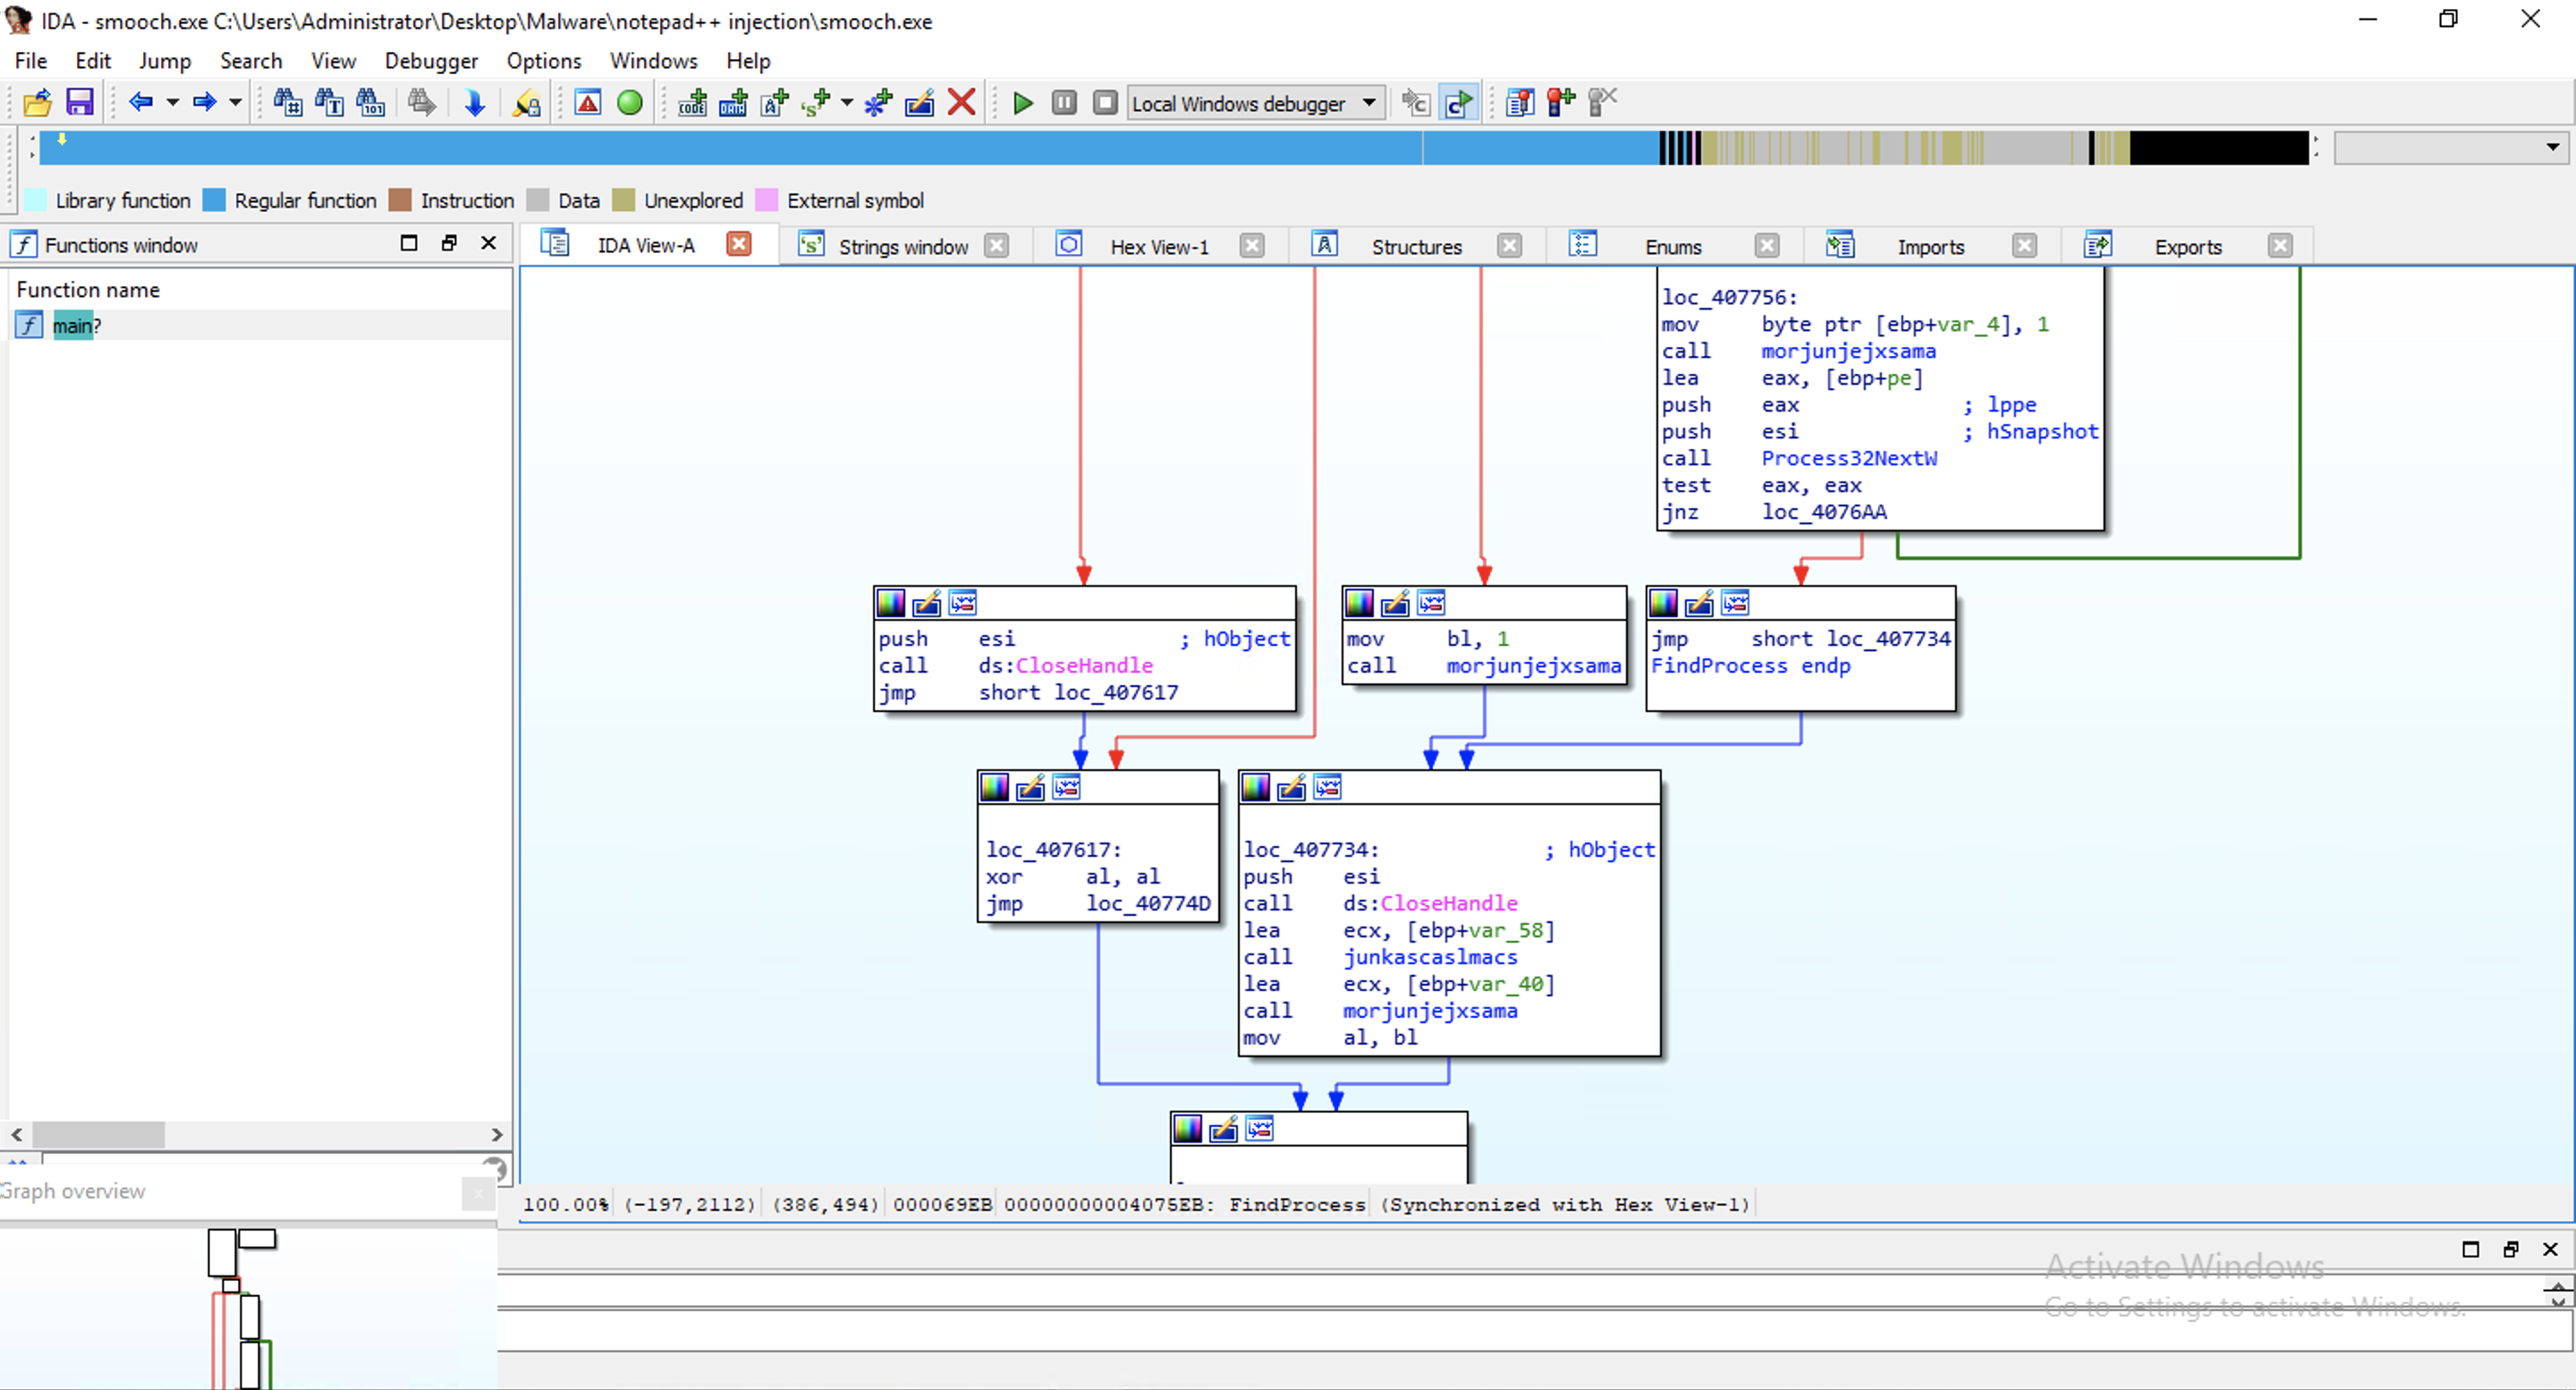 IDA - smooch.exe C:\Users\Administrator\Desktop\Malware\notepad++ injection\smooch.exe
File Edit Jump Search View Debugger Options Windows Help
Local Windows debugger
Library function Regular function Instruction Data Unexplored External symbol
Functions window
IDA View-A Strings window Hex View-1 Structures Enums Imports Exports
Function name
main?
loc_407756:
mov byte ptr [ebp+var_4], 1
call morjunjejxsama
lea eax, [ebp+pe]
push eax ; lppe
push esi ; hSnapshot
call Process32NextW
test eax, eax
jnz loc_4076AA
push esi ; hObject
call ds:CloseHandle
jmp short loc_407617
mov bl, 1
call morjunjejxsama
jmp short loc_407734
FindProcess endp
loc_407617:
xor al, al
jmp loc_40774D
loc_407734: ; hObject
push esi
call ds:CloseHandle
lea ecx, [ebp+var_58]
call junkascaslmacs
lea ecx, [ebp+var_40]
call morjunjejxsama
mov al, bl
Graph overview
100.00% (-197,2112) (386,494) 000069EB 00000000004075EB: FindProcess (Synchronized with Hex View-1)
Activate Windows
Go to Settings to activate Windows.